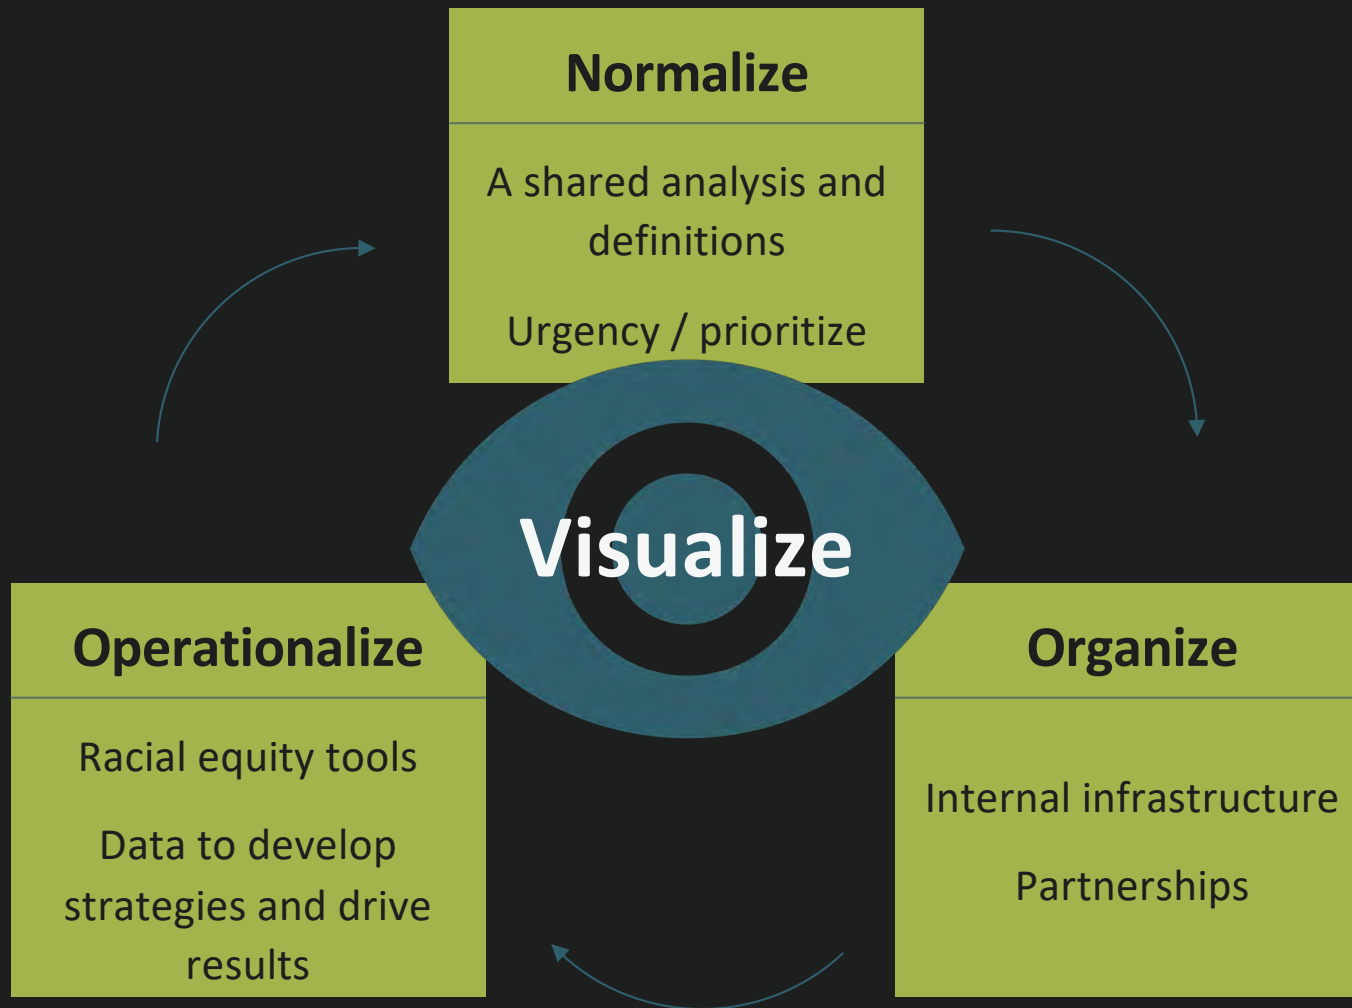 Normalize
A shared analysis and
definitions
Urgency / prioritize
Visualize
Operationalize
Racial equity tools
Data to develop
strategies and drive
results
Organize
Internal infrastructure
Partnerships